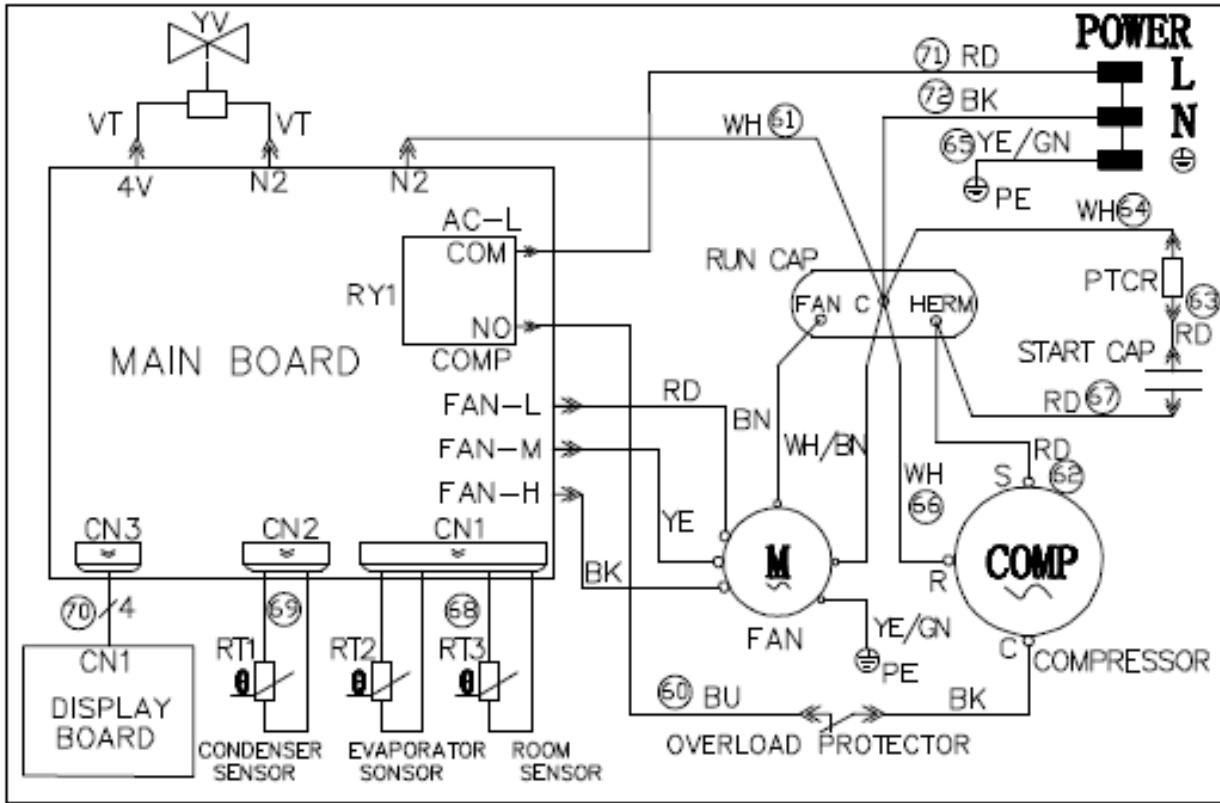 YV
POWER
71 RD
L
72 BK
VT VT
WH 61
N
65 YE/GN
4V N2 N2
PE
AC-L
WH 64
COM
RUN CAP
PTCR
RY1
FAN C HERM
63
NO
RD
COMP
START CAP
MAIN BOARD
FAN-L
RD
BN
RD 67
FAN-M
WH/BN
RD
WH
S 62
FAN-H
66
YE
CN3 CN2 CN1
M
COMP
BK
R
70 4
69
68
FAN
YE/GN
C
COMPRESSOR
RT1 RT2 RT3
CN1
θ θ θ
PE
60 BU
BK
DISPLAY
BOARD
OVERLOAD PROTECTOR
CONDENSER
SENSOR
EVAPORATOR
SONSOR
ROOM
SENSOR